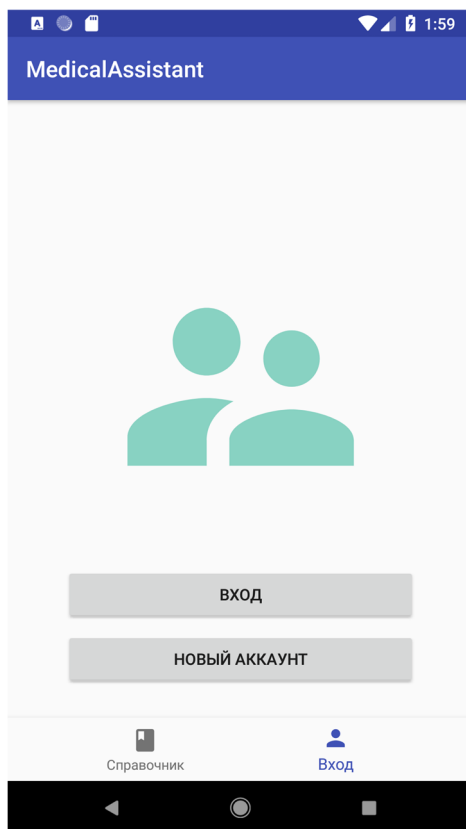 1:59
MedicalAssistant
ВХОД
НОВЫЙ АККАУНТ
Справочник
Вход